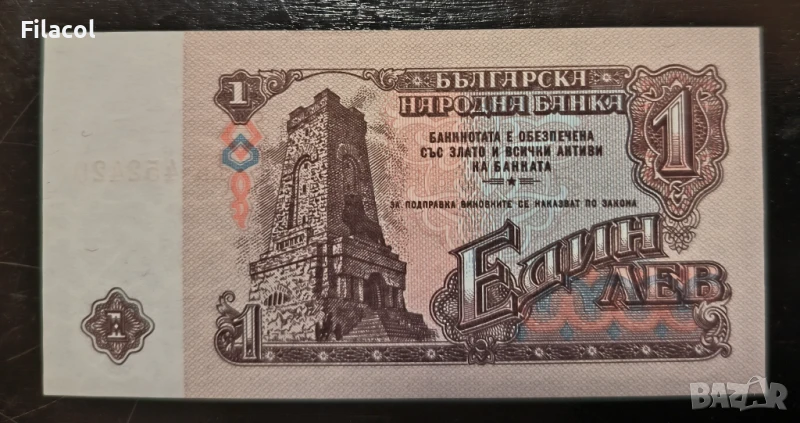 Filacol
1
БЪЛГАРСКА
НАРОДНА БАНКА
БАНКНОТАТА Е ОБЕЗПЕЧЕНА
СЪС ЗЛАТО И ВСИЧКИ АКТИВИ
НА БАНКАТА
ЗА ПОДПРАВКА ВИНОВНИТЕ СЕ НАКАЗВАТ ПО ЗАКОНА
1
ЕДИН
ЛЕВ
1
BAZAR